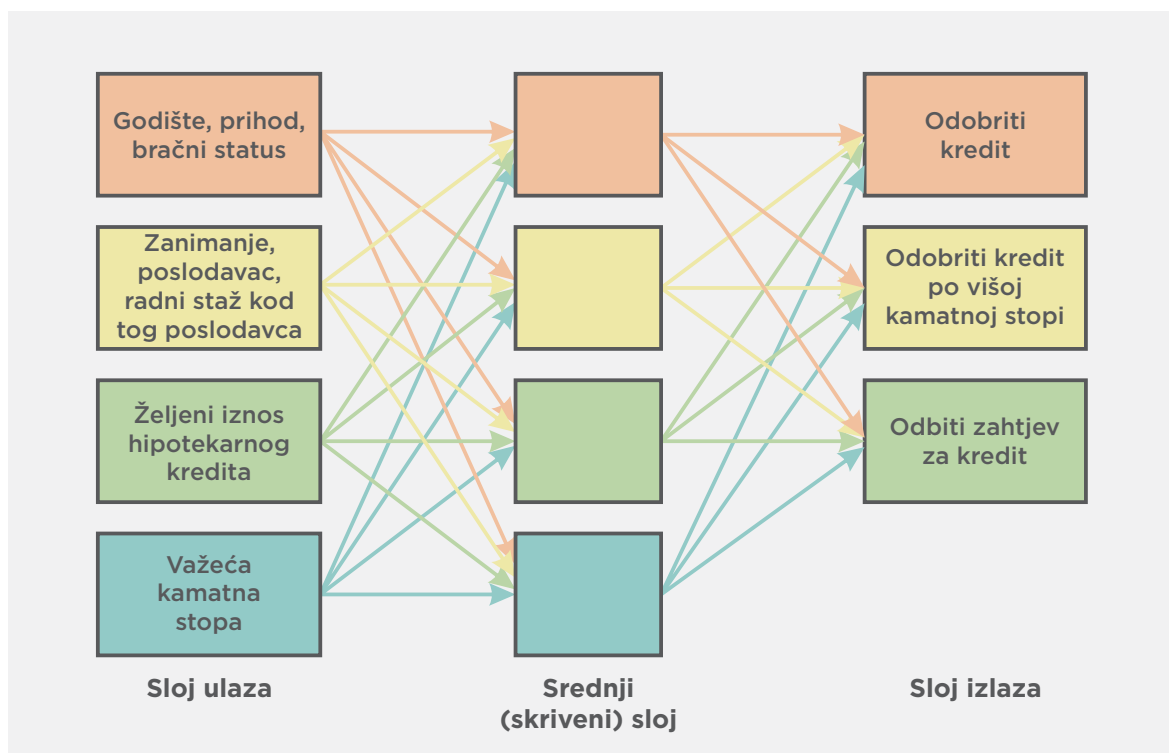 Godište, prihod,
bračni status
Zanimanje,
poslodavac,
radni staž kod
tog poslodavca
Željeni iznos
hipotekarnog
kredita
Važeća
kamatna
stopa
Sloj ulaza
Srednji
(skriveni) sloj
Odobriti
kredit
Odobriti kredit
po višoj
kamatnoj stopi
Odbiti zahtjev
za kredit
Sloj izlaza